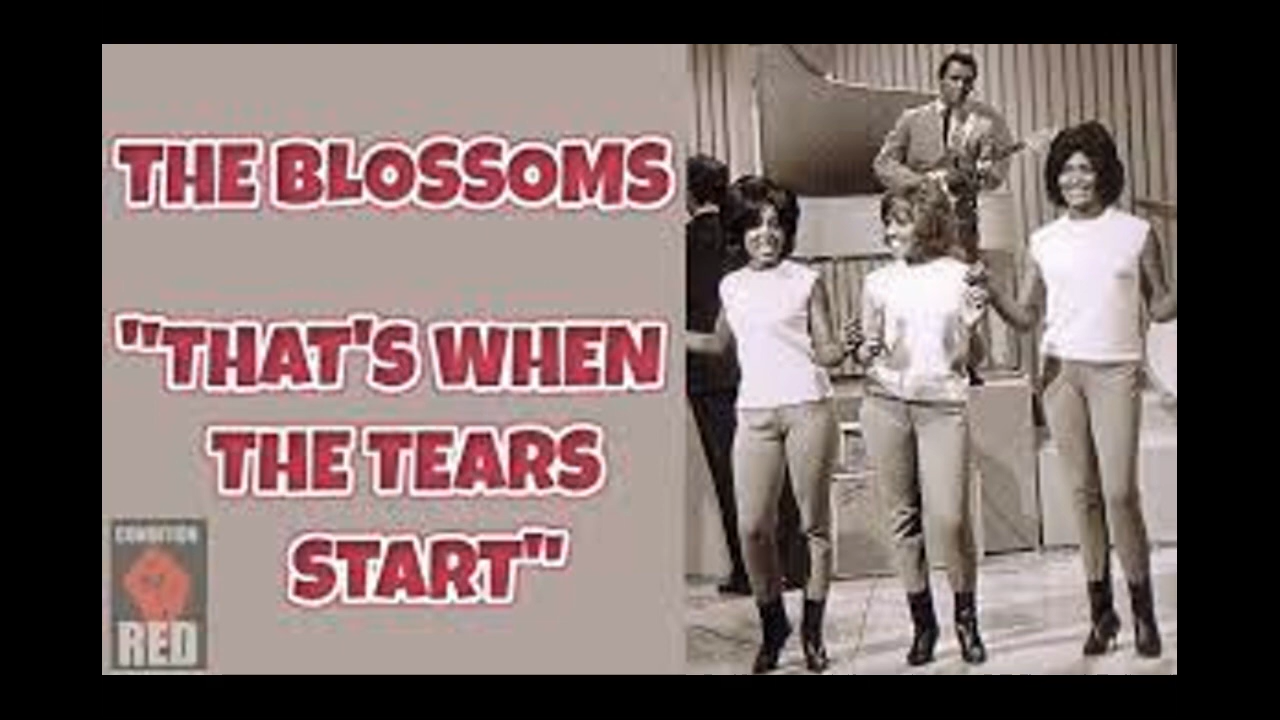 THE BLOSSOMS
"THAT'S WHEN
THE TEARS
START"
CONDITION
RED